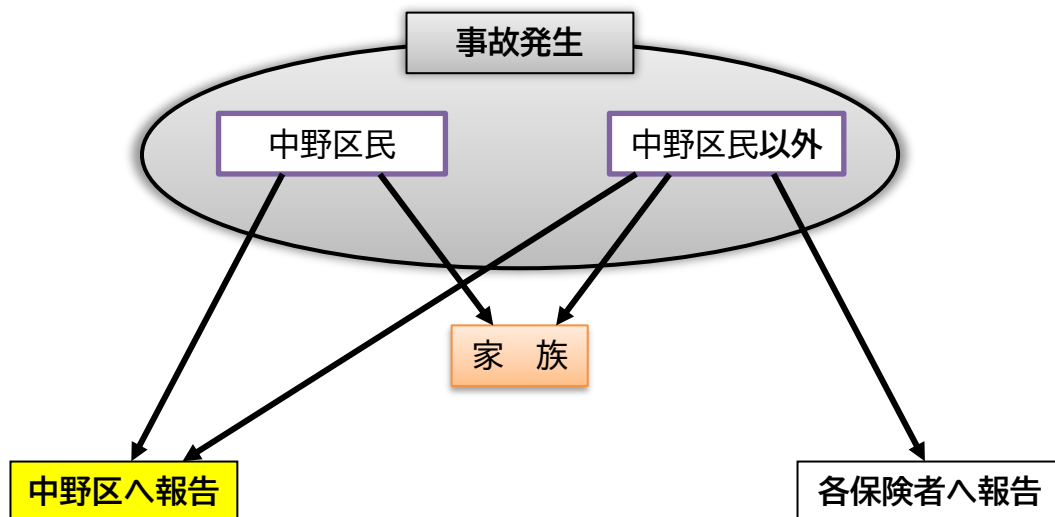 事故発生
中野区民
中野区民以外
家　族
中野区へ報告
各保険者へ報告